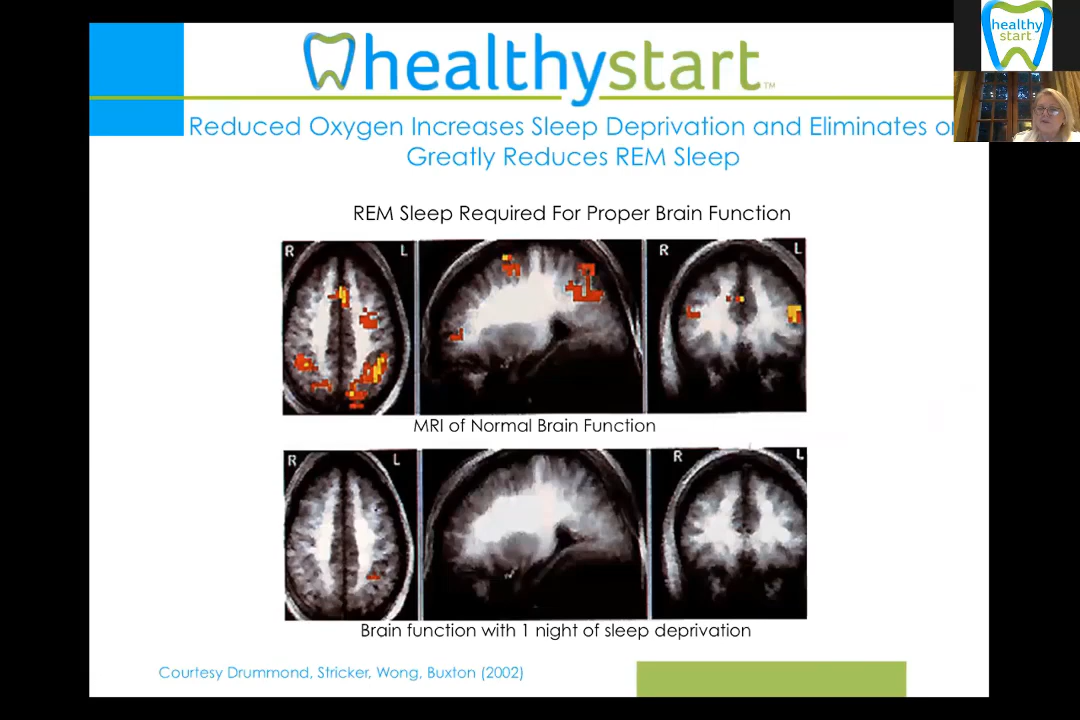 healthystart™
healthy
start
Reduced Oxygen Increases Sleep Deprivation and Eliminates or
Greatly Reduces REM Sleep
REM Sleep Required For Proper Brain Function
R L R L
MRI of Normal Brain Function
R L R L
Brain function with 1 night of sleep deprivation
Courtesy Drummond, Stricker, Wong, Buxton (2002)